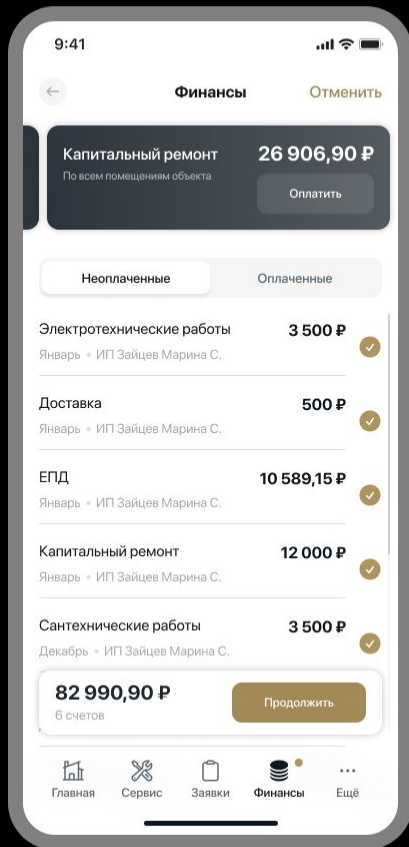 9:41
Финансы
Отменить
Капитальный ремонт
26 906,90 ₽
По всем помещениям объекта
Оплатить
Неоплаченные
Оплаченные
Электротехнические работы
3 500 ₽
Январь • ИП Зайцев Марина С.
Доставка
500 ₽
Январь • ИП Зайцев Марина С.
ЕПД
10 589,15 ₽
Январь • ИП Зайцев Марина С.
Капитальный ремонт
12 000 ₽
Январь • ИП Зайцев Марина С.
Сантехнические работы
3 500 ₽
Декабрь • ИП Зайцев Марина С.
82 990,90 ₽
6 счетов
Продолжить
Главная
Сервис
Заявки
Финансы
Ещё